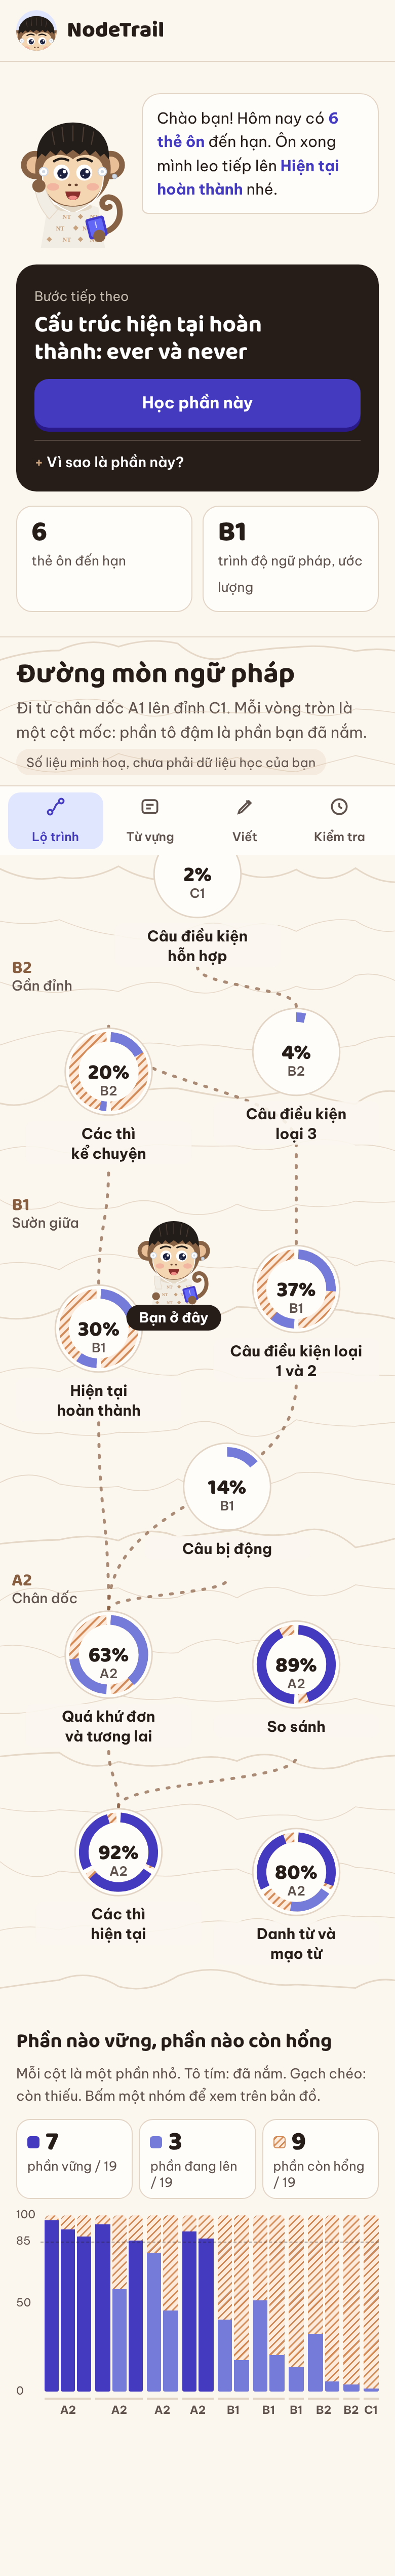 NodeTrail
Chào bạn! Hôm nay có 6
thẻ ôn đến hạn. Ôn xong
mình leo tiếp lên Hiện tại
hoàn thành nhé.
NT
NT
NT
Bước tiếp theo
Cấu trúc hiện tại hoàn
thành: ever và never
Học phần này
+ Vì sao là phần này?
6
thẻ ôn đến hạn
B1
trình độ ngữ pháp, ước
lượng
Đường mòn ngữ pháp
Đi từ chân dốc A1 lên đỉnh C1. Mỗi vòng tròn là
một cột mốc: phần tô đậm là phần bạn đã nắm.
Số liệu minh hoạ, chưa phải dữ liệu học của bạn
Lộ trình
Từ vựng
Viết
Kiểm tra
2%
C1
Câu điều kiện
hỗn hợp
B2
Gần đỉnh
4%
B2
Câu điều kiện
loại 3
20%
B2
Các thì
kể chuyện
B1
Sườn giữa
Bạn ở đây
37%
B1
Câu điều kiện loại
1 và 2
30%
B1
Hiện tại
hoàn thành
14%
B1
Câu bị động
A2
Chân dốc
63%
A2
Quá khứ đơn
và tương lai
89%
A2
So sánh
92%
A2
Các thì
hiện tại
80%
A2
Danh từ và
mạo từ
Phần nào vững, phần nào còn hổng
Mỗi cột là một phần nhỏ. Tô tím: đã nắm. Gạch chéo:
còn thiếu. Bấm một nhóm để xem trên bản đồ.
7
phần vững / 19
3
phần đang lên
/ 19
9
phần còn hổng
/ 19
100
85
50
0
A2 A2 A2 A2 B1 B1 B1 B2 B2 C1